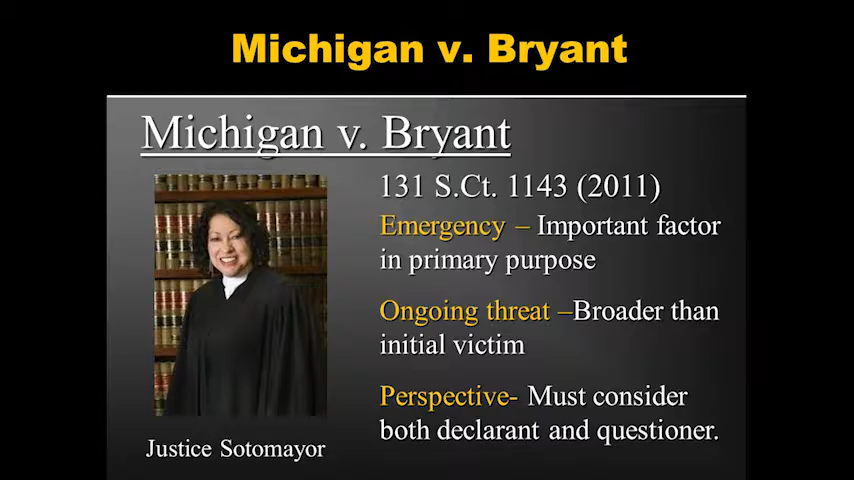 Michigan v. Bryant
Michigan v. Bryant
131 S.Ct. 1143 (2011)
Emergency – Important factor
in primary purpose
Ongoing threat –Broader than
initial victim
Perspective- Must consider
both declarant and questioner.
Justice Sotomayor